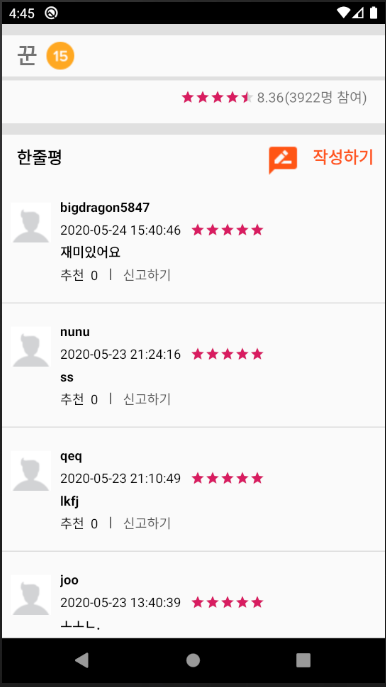 4:45
꾼 15
8.36(3922명 참여)
한줄평 작성하기
bigdragon5847
2020-05-24 15:40:46
재미있어요
추천 0 | 신고하기
nunu
2020-05-23 21:24:16
ss
추천 0 | 신고하기
qeq
2020-05-23 21:10:49
lkfj
추천 0 | 신고하기
joo
2020-05-23 13:40:39
ㅗㅗㄴ.